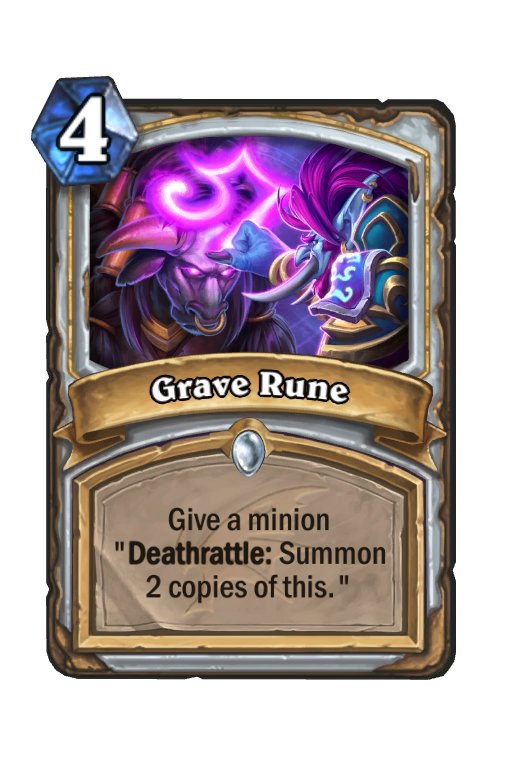 4
Grave Rune
Give a minion
"Deathrattle: Summon
2 copies of this. "